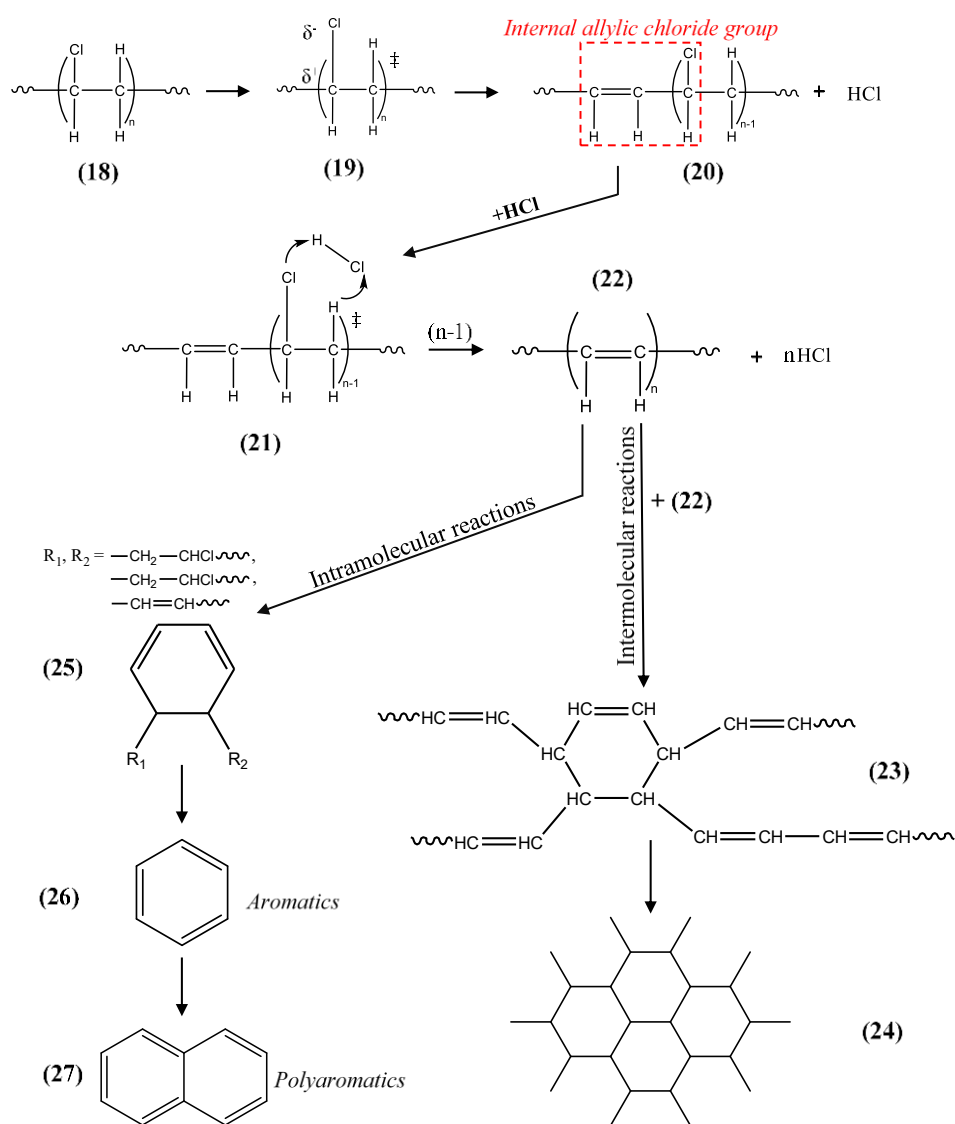 Internal allylic chloride group
Cl H
C C
H H
n
(18)
δ-
Cl
H
‡
δ+
C C
H H
n
(19)
Cl H
C C C C
H H H H
n-1
+ HCl
(20)
+HCl
H
Cl
Cl
H
‡
C C C C
H H H
n-1
(21)
(n-1)
(22)
C C
H H
n
+ nHCl
Intramolecular reactions
Intermolecular reactions
+ (22)
R1, R2 = CH2 CHCl ,
CH2 CHCl ,
CH CH
(25)
R1 R2
HC CH
HC HC CH CH
HC CH
HC CH
HC HC CH CH CH CH
(23)
(26)
Aromatics
(24)
(27)
Polyaromatics